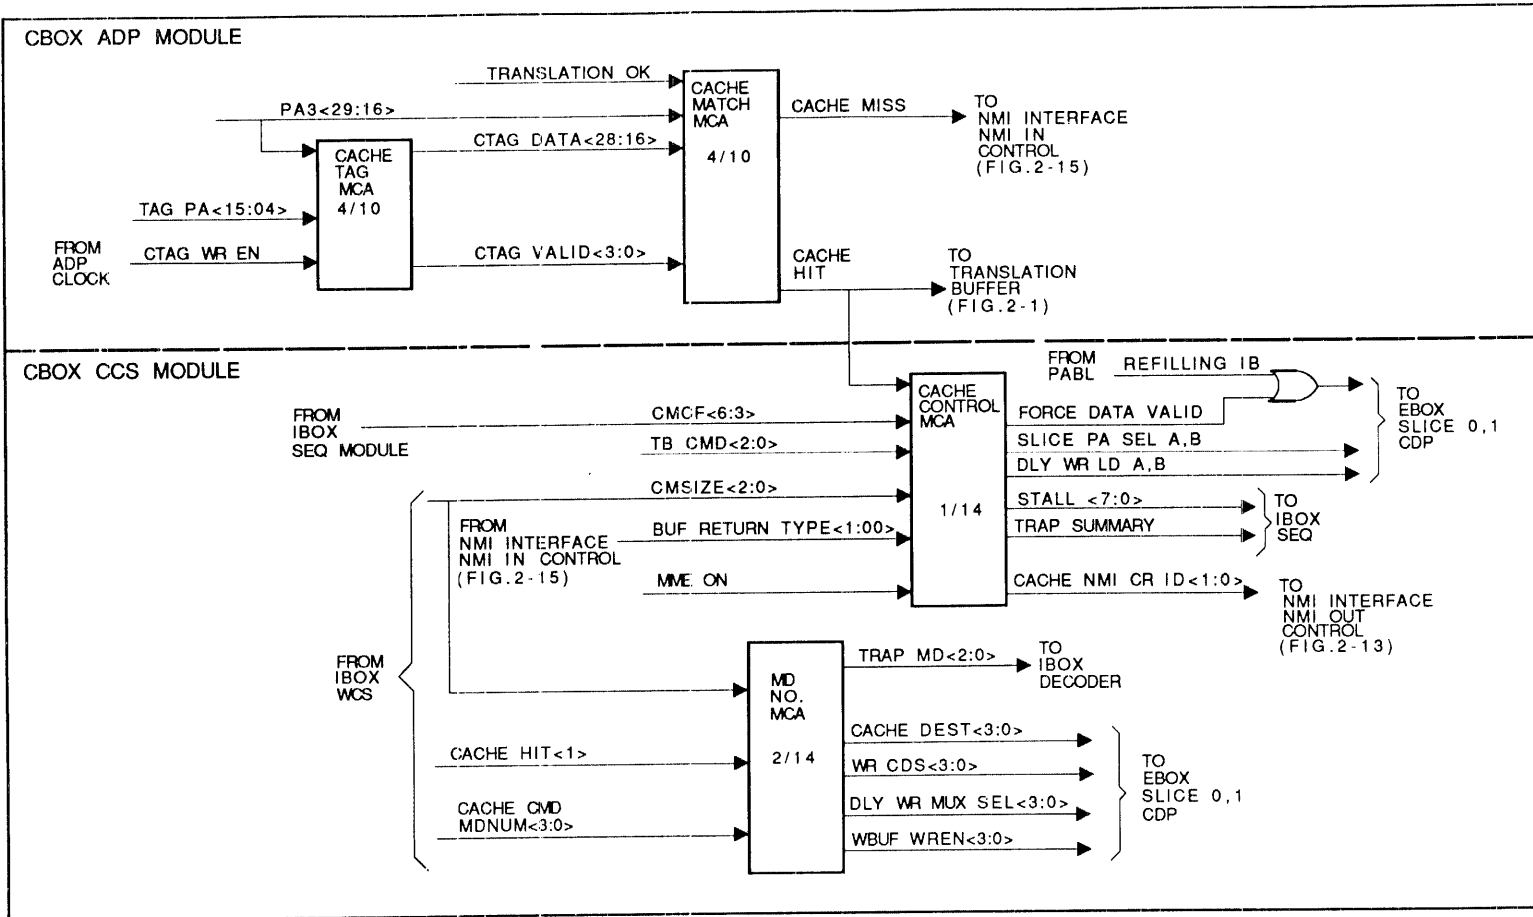 CBOX ADP MODULE
TRANSLATION OK
PA3<29:16>
CACHE
MATCH
MCA
4/10
CACHE MISS
TO
NMI INTERFACE
NMI IN
CONTROL
(FIG.2-15)
CTAG DATA<28:16>
CACHE
TAG
MCA
4/10
TAG PA<15:04>
FROM
ADP
CLOCK
CTAG WR EN
CTAG VALID<3:0>
CACHE
HIT
TO
TRANSLATION
BUFFER
(FIG.2-1)
CBOX CCS MODULE
FROM
PABL
REFILLING IB
TO
EBOX
SLICE 0,1
CDP
CACHE
CONTROL
MCA
1/14
FROM
IBOX
SEQ MODULE
CMCF<6:3>
TB CMD<2:0>
CMSIZE<2:0>
FROM
NMI INTERFACE
NMI IN CONTROL
(FIG.2-15)
BUF RETURN TYPE<1:00>
MME ON
FORCE DATA VALID
SLICE PA SEL A,B
DLY WR LD A,B
STALL <7:0>
TRAP SUMMARY
TO
IBOX
SEQ
CACHE NMI CR ID<1:0>
TO
NMI INTERFACE
NMI OUT
CONTROL
(FIG.2-13)
FROM
IBOX
WCS
MD
NO.
MCA
2/14
TRAP MD<2:0>
TO
IBOX
DECODER
CACHE HIT<1>
CACHE CMD
MDNUM<3:0>
CACHE DEST<3:0>
WR CDS<3:0>
DLY WR MUX SEL<3:0>
WBUF WREN<3:0>
TO
EBOX
SLICE 0,1
CDP